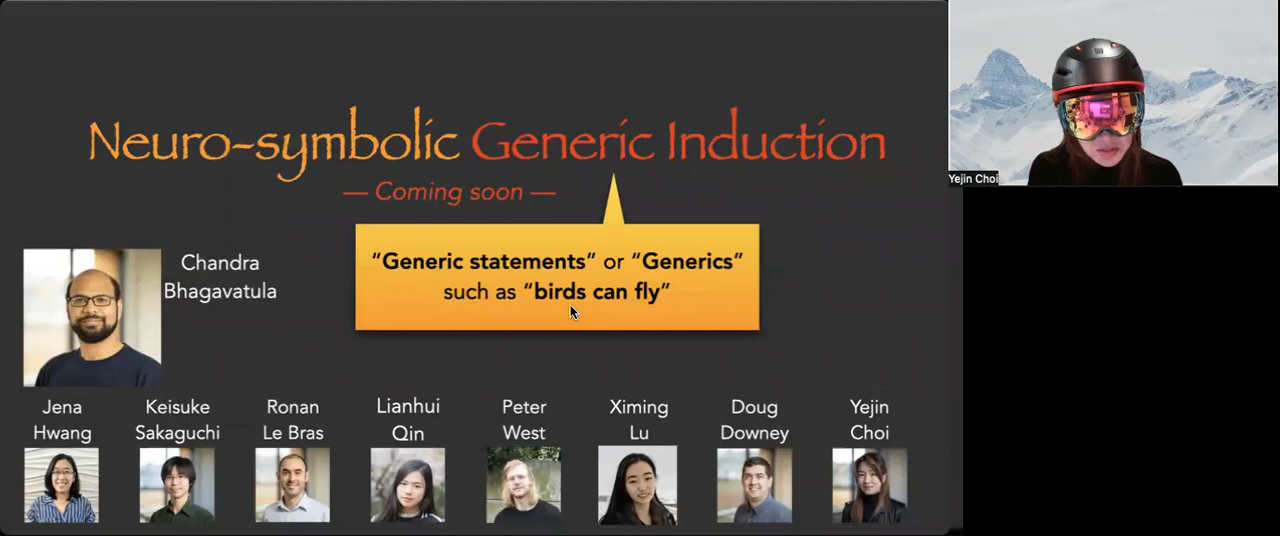 Neuro-symbolic Generic Induction
— Coming soon —
"Generic statements" or "Generics"
such as "birds can fly"
Chandra
Bhagavatula
Jena
Hwang
Keisuke
Sakaguchi
Ronan
Le Bras
Lianhui
Qin
Peter
West
Ximing
Lu
Doug
Downey
Yejin
Choi
Yejin Choi